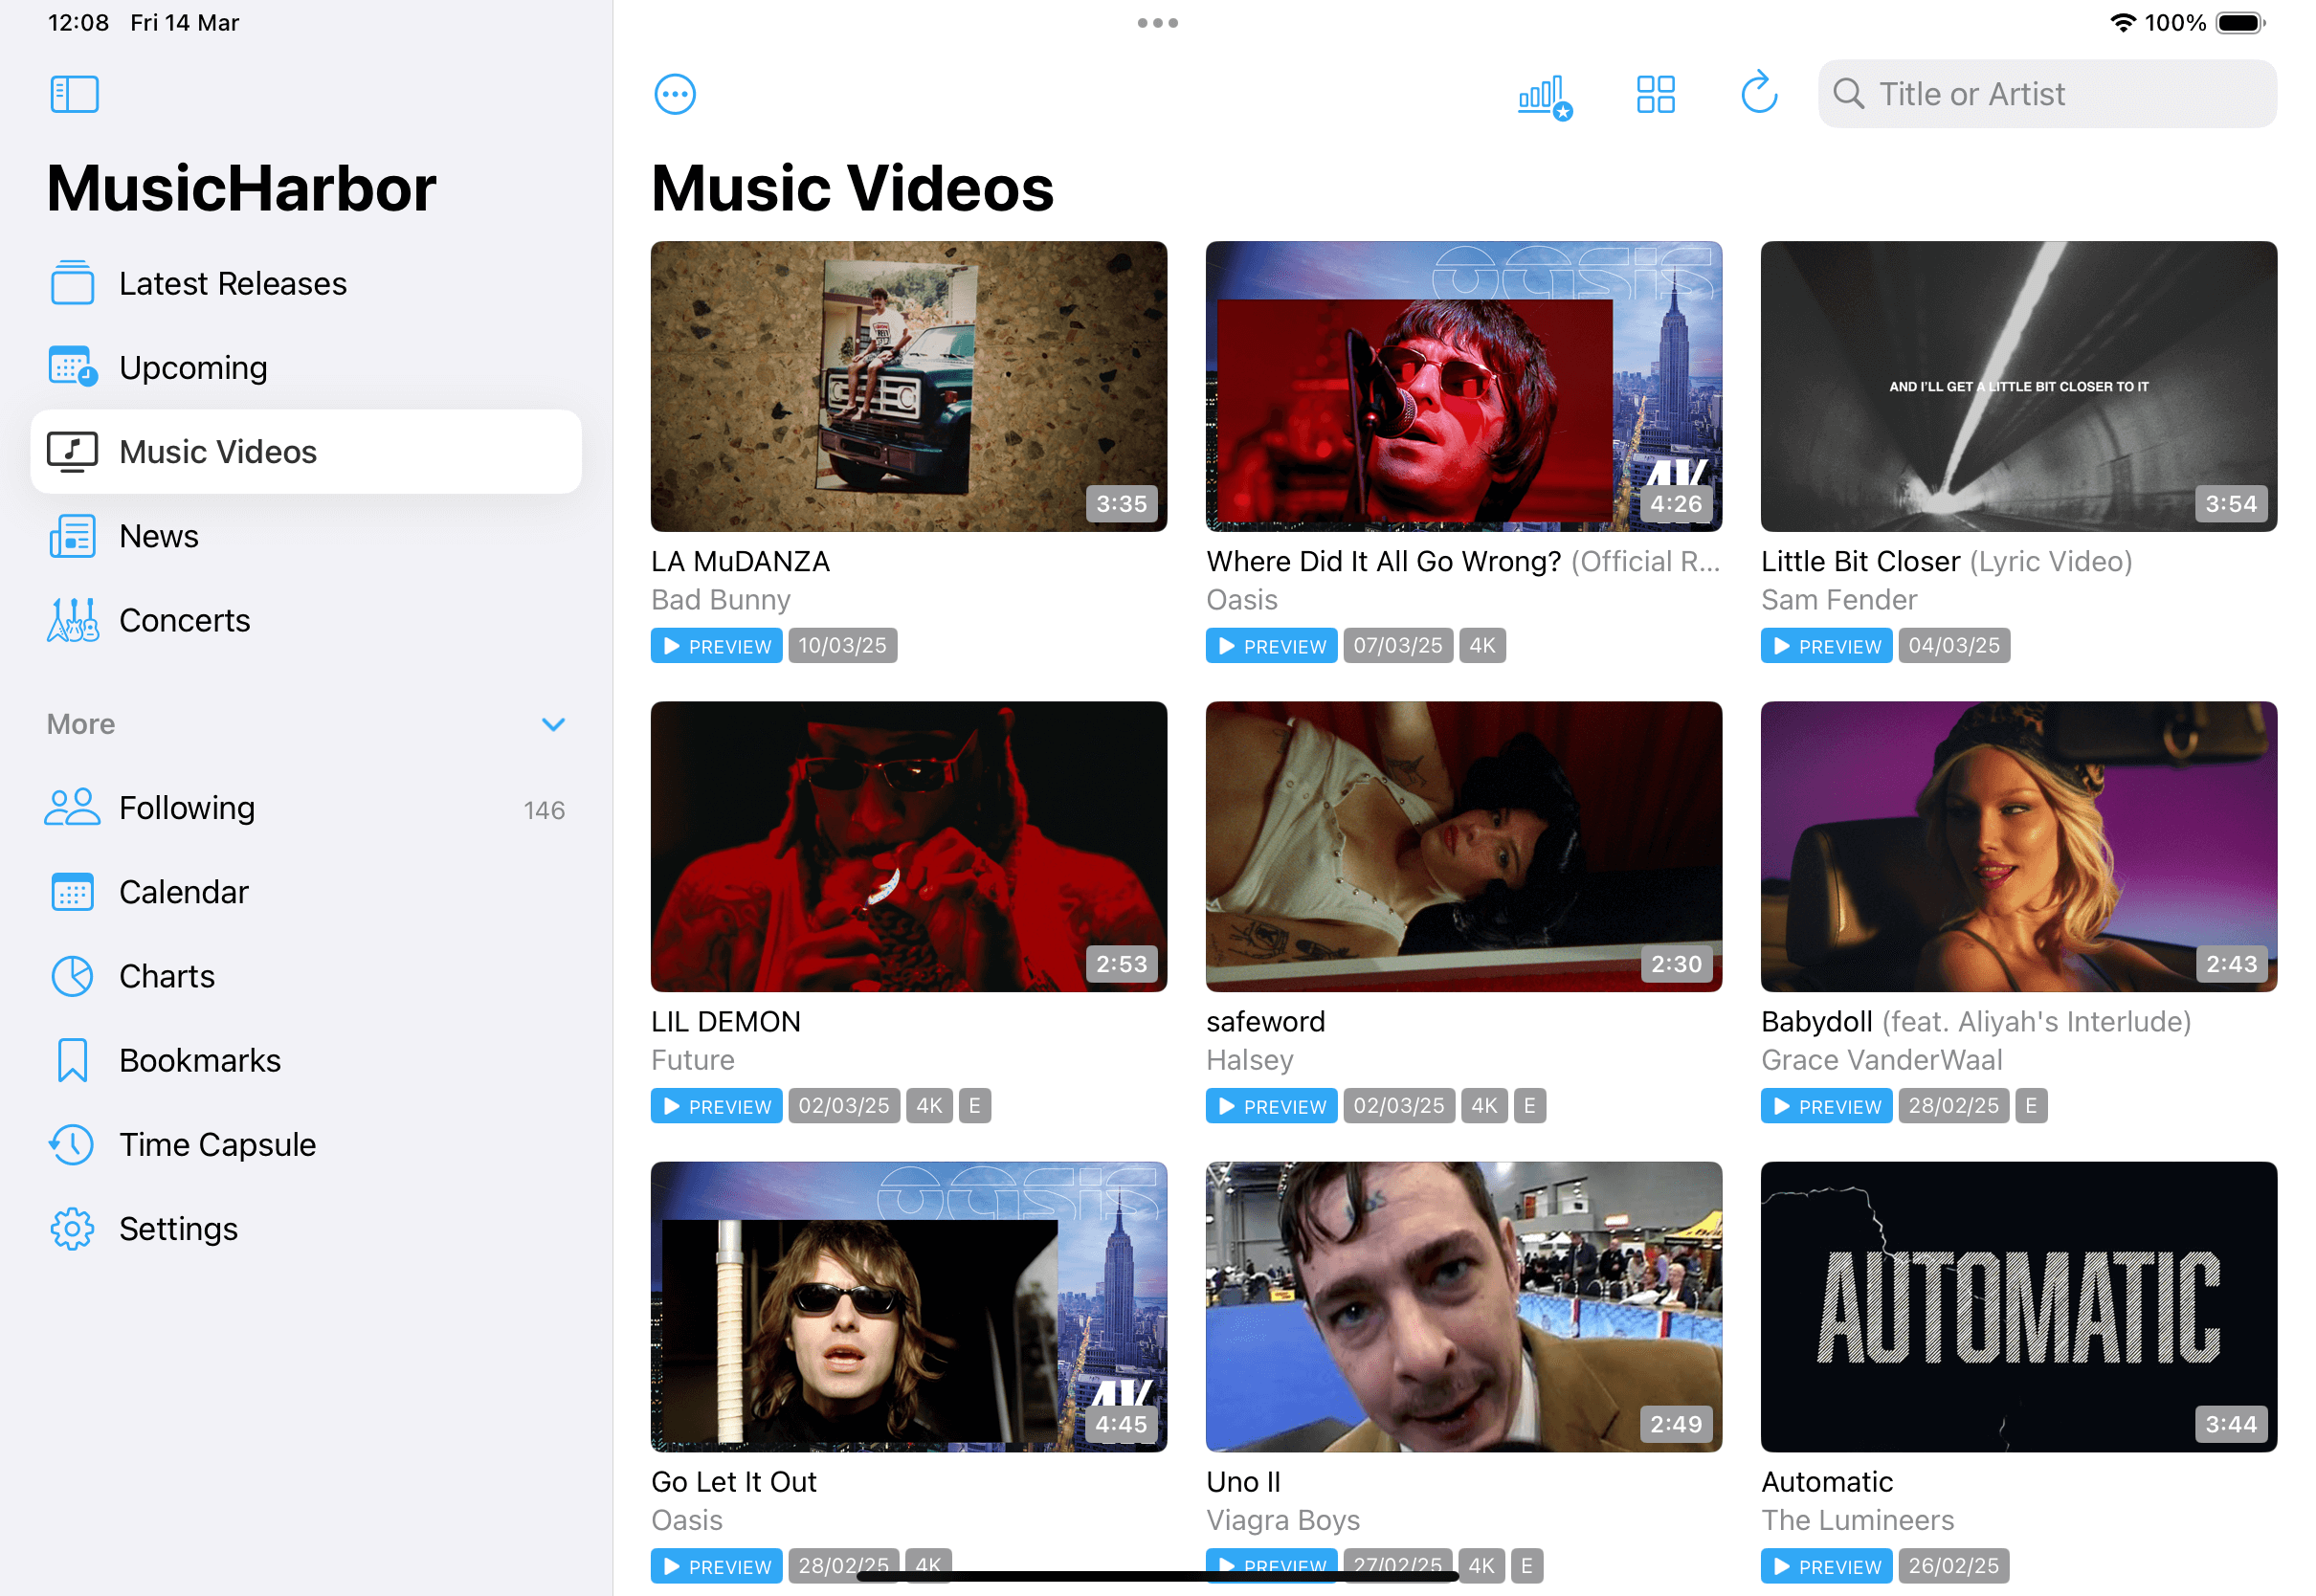 12:08 Fri 14 Mar
100%
MusicHarbor
Latest Releases
Upcoming
Music Videos
News
Concerts
More
Following 146
Calendar
Charts
Bookmarks
Time Capsule
Settings
Title or Artist
Music Videos
3:35
LA MuDANZA
Bad Bunny
PREVIEW 10/03/25
oasis
4K
4:26
Where Did It All Go Wrong? (Official R...
Oasis
PREVIEW 07/03/25 4K
AND I'LL GET A LITTLE BIT CLOSER TO IT
3:54
Little Bit Closer (Lyric Video)
Sam Fender
PREVIEW 04/03/25
2:53
LIL DEMON
Future
PREVIEW 02/03/25 4K E
2:30
safeword
Halsey
PREVIEW 02/03/25 4K E
2:43
Babydoll (feat. Aliyah's Interlude)
Grace VanderWaal
PREVIEW 28/02/25 E
oasis
4K
4:45
Go Let It Out
Oasis
PREVIEW 28/02/25 4K
2:49
Uno II
Viagra Boys
PREVIEW 27/02/25 4K E
AUTOMATIC
3:44
Automatic
The Lumineers
PREVIEW 26/02/25